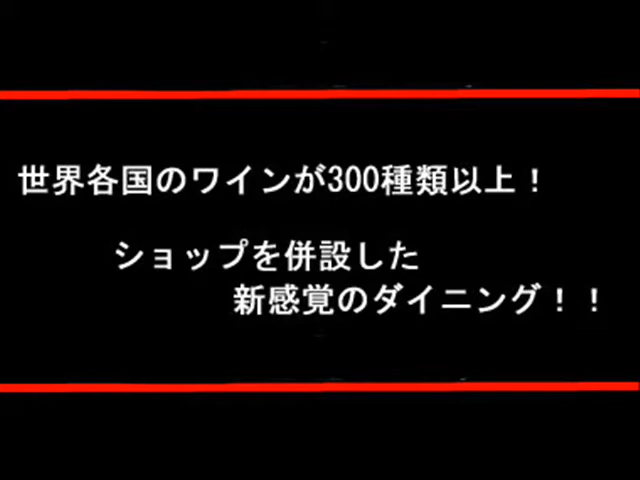 世界各国のワインが300種類以上！
ショップを併設した
新感覚のダイニング！！